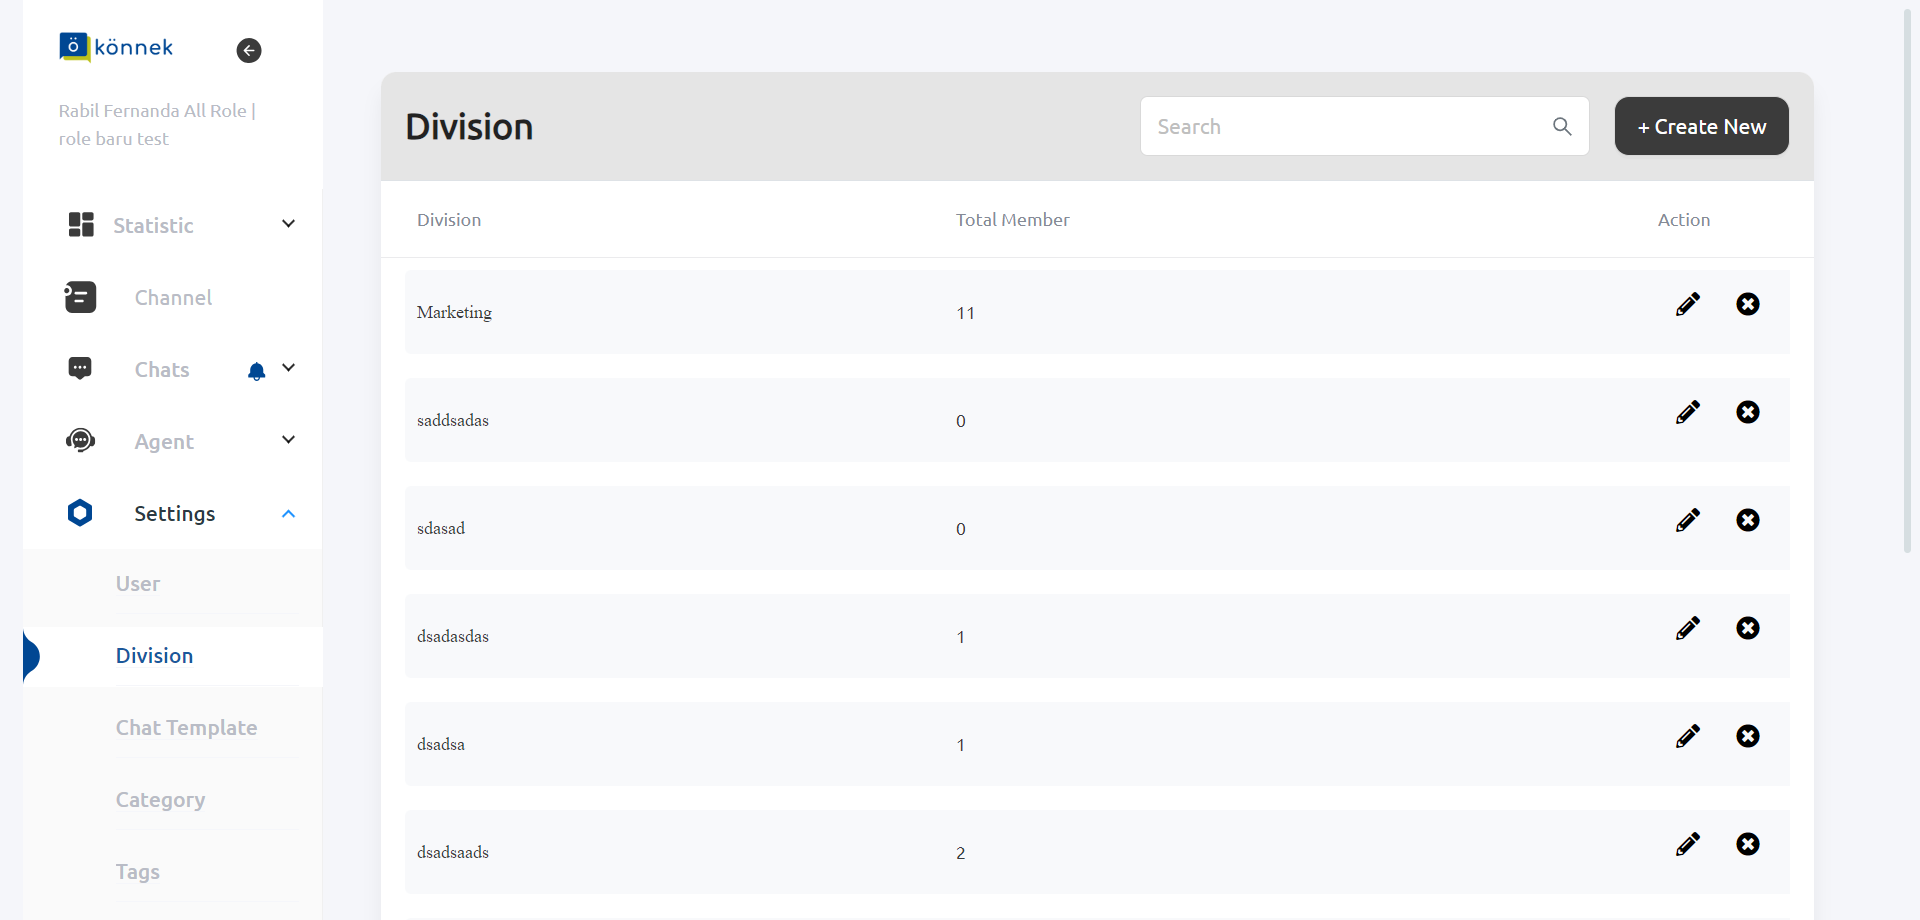 könnek
Rabil Fernanda All Role |
role baru test
Statistic
Channel
Chats
Agent
Settings
User
Division
Chat Template
Category
Tags
Division
Search
+ Create New
Division Total Member Action
Marketing 11
saddsadas 0
sdasad 0
dsadasdas 1
dsadsa 1
dsadsaads 2